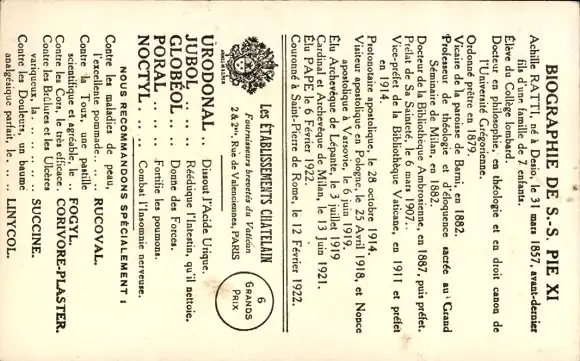 BIOGRAPHIE DE S.-S. PIE XI
Achille RATTI, né à Desio, le 31 mars 1857, avant-dernier
fils d'une famille de 7 enfants.
Élève du Collège lombard.
Docteur en philosophie, en théologie et en droit canon de
l'Université Grégorienne.
Ordonné prêtre en 1879.
Vicaire de la paroisse de Barni en 1882.
Professeur de théologie et d'éloquence sacrée au Grand
Séminaire de Milan, en 1882.
Docteur de la Bibliothèque Ambrosienne, en 1887, puis préfet.
Prélat de Sa Sainteté, le 6 mars 1907.
Vice-préfet de la Bibliothèque Vaticane, en 1911 et préfet
en 1914.
Protonotaire apostolique, le 28 octobre 1914.
Visiteur apostolique en Pologne, le 25 Avril 1918, et Nonce
apostolique à Varsovie, le 6 juin 1919.
Élu Archevêque de Lépante, le 3 juillet 1919
Cardinal et Archevêque de Milan, le 13 Juin 1921.
Élu PAPE le 6 Février 1922.
Couronné à Saint-Pierre de Rome, le 12 Février 1922.
Les ÉTABLISSEMENTS CHATELAIN
Fournisseurs brevetés du Vatican
2 & 2bis, Rue de Valenciennes, PARIS
6
GRANDS
PRIX
URODONAL .. Dissout l'Acide Urique.
JUBOL .. .. Rééduque l'Intestin, qu'il nettoie.
GLOBÉOL .. Donne des Forces.
PORAL .. .. Fortifie les poumons.
NOCTYL .. .. Combat l'Insomnie nerveuse.
NOUS RECOMMANDONS SPÉCIALEMENT :
Contre les maladies de peau,
l'excellente pommade .. RUCOVAL.
Contre la Toux, une pastille
scientifique et agréable, le FOGYL.
Contre les Cors, le très efficace.. CORIVORE-PLASTER.
Contre les Brûlures et les Ulcères
variqueux, la .. .. .. .. SUCCINE.
Contre les Douleurs, un baume
analgésique parfait, le .. LINYCOL.